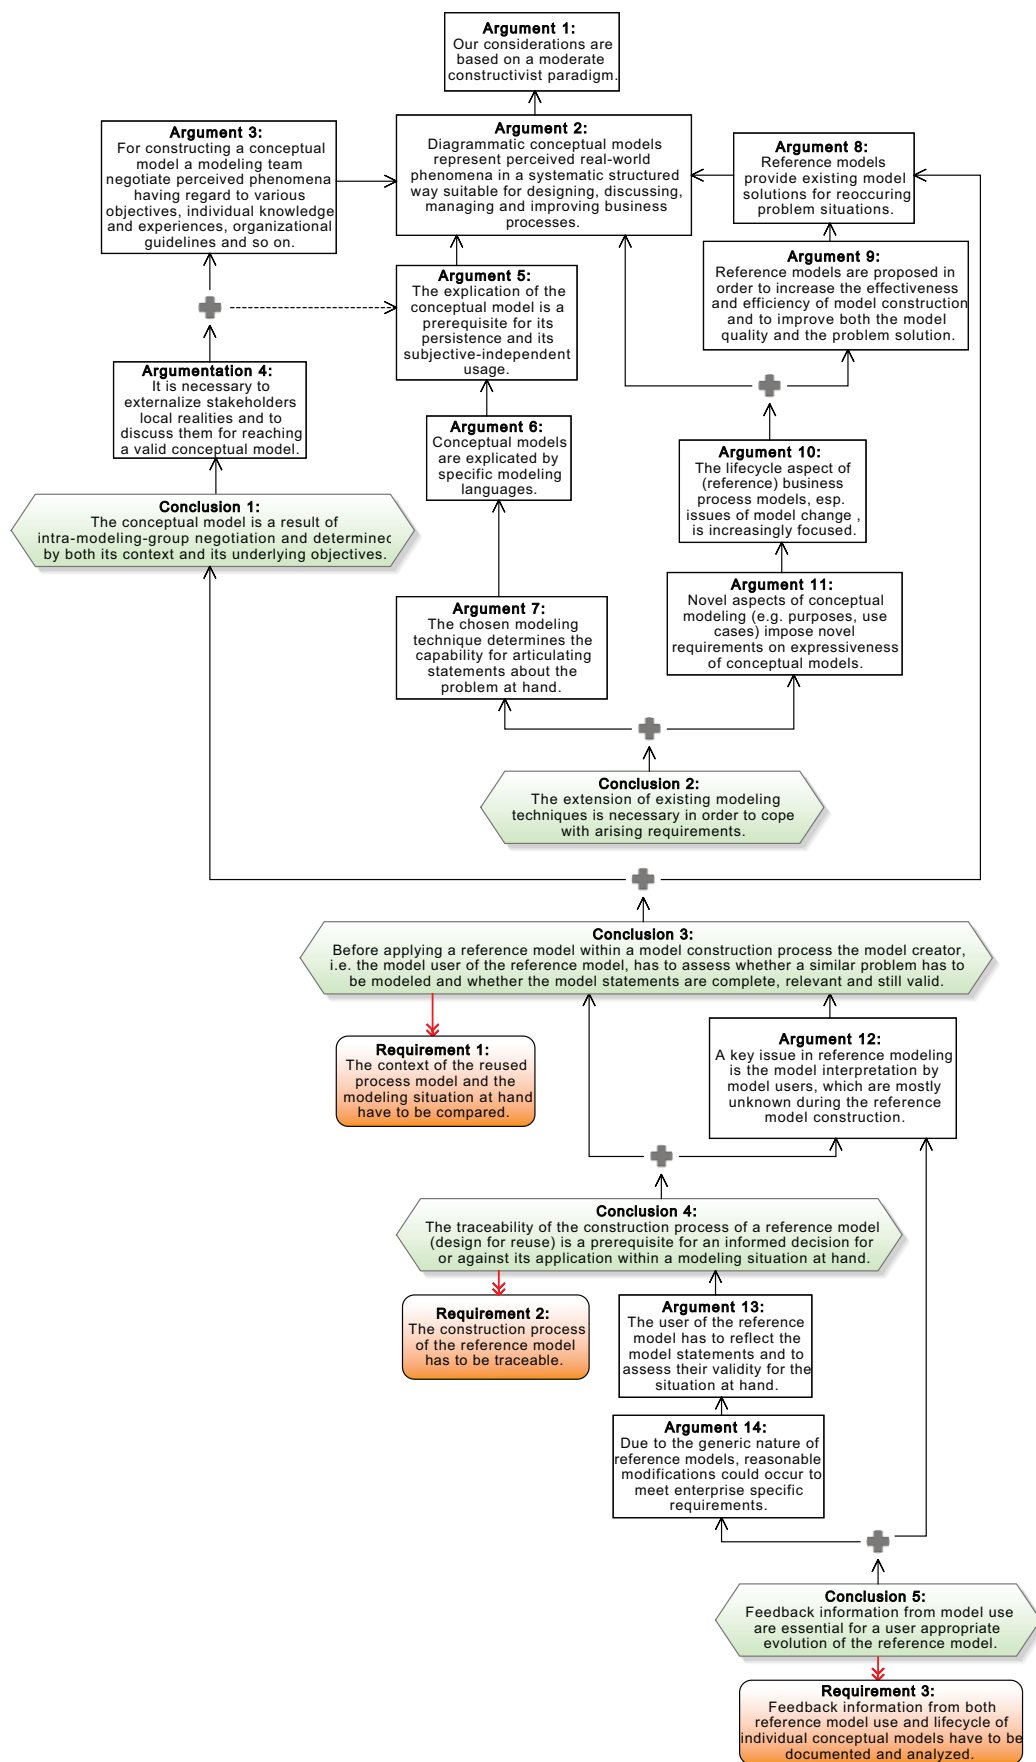 Argument 1:
Our considerations are
based on a moderate
constructivist paradigm.
Argument 3:
For constructing a conceptual
model a modeling team
negotiate perceived phenomena
having regard to various
objectives, individual knowledge
and experiences, organizational
guidelines and so on.
Argument 2:
Diagrammatic conceptual models
represent perceived real-world
phenomena in a systematic structured
way suitable for designing, discussing,
managing and improving business
processes.
Argument 8:
Reference models
provide existing model
solutions for reoccuring
problem situations.
Argument 9:
Reference models are proposed in
order to increase the effectiveness
and efficiency of model construction
and to improve both the model
quality and the problem solution.
Argument 5:
The explication of the
conceptual model is a
prerequisite for its
persistence and its
subjective-independent
usage.
Argumentation 4:
It is necessary to
externalize stakeholders
local realities and to
discuss them for reaching
a valid conceptual model.
Argument 6:
Conceptual models
are explicated by
specific modeling
languages.
Argument 10:
The lifecycle aspect of
(reference) business
process models, esp.
issues of model change ,
is increasingly focused.
Conclusion 1:
The conceptual model is a result of
intra-modeling-group negotiation and determined
by both its context and its underlying objectives.
Argument 7:
The chosen modeling
technique determines the
capability for articulating
statements about the
problem at hand.
Argument 11:
Novel aspects of conceptual
modeling (e.g. purposes, use
cases) impose novel
requirements on expressiveness
of conceptual models.
Conclusion 2:
The extension of existing modeling
techniques is necessary in order to cope
with arising requirements.
Conclusion 3:
Before applying a reference model within a model construction process the model creator,
i.e. the model user of the reference model, has to assess whether a similar problem has to
be modeled and whether the model statements are complete, relevant and still valid.
Requirement 1:
The context of the reused
process model and the
modeling situation at hand
have to be compared.
Argument 12:
A key issue in reference modeling
is the model interpretation by
model users, which are mostly
unknown during the reference
model construction.
Conclusion 4:
The traceability of the construction process of a reference model
(design for reuse) is a prerequisite for an informed decision for
or against its application within a modeling situation at hand.
Requirement 2:
The construction process
of the reference model
has to be traceable.
Argument 13:
The user of the reference
model has to reflect the
model statements and to
assess their validity for the
situation at hand.
Argument 14:
Due to the generic nature of
reference models, reasonable
modifications could occur to
meet enterprise specific
requirements.
Conclusion 5:
Feedback information from model use
are essential for a user appropriate
evolution of the reference model.
Requirement 3:
Feedback information from both
reference model use and lifecycle of
individual conceptual models have to be
documented and analyzed.